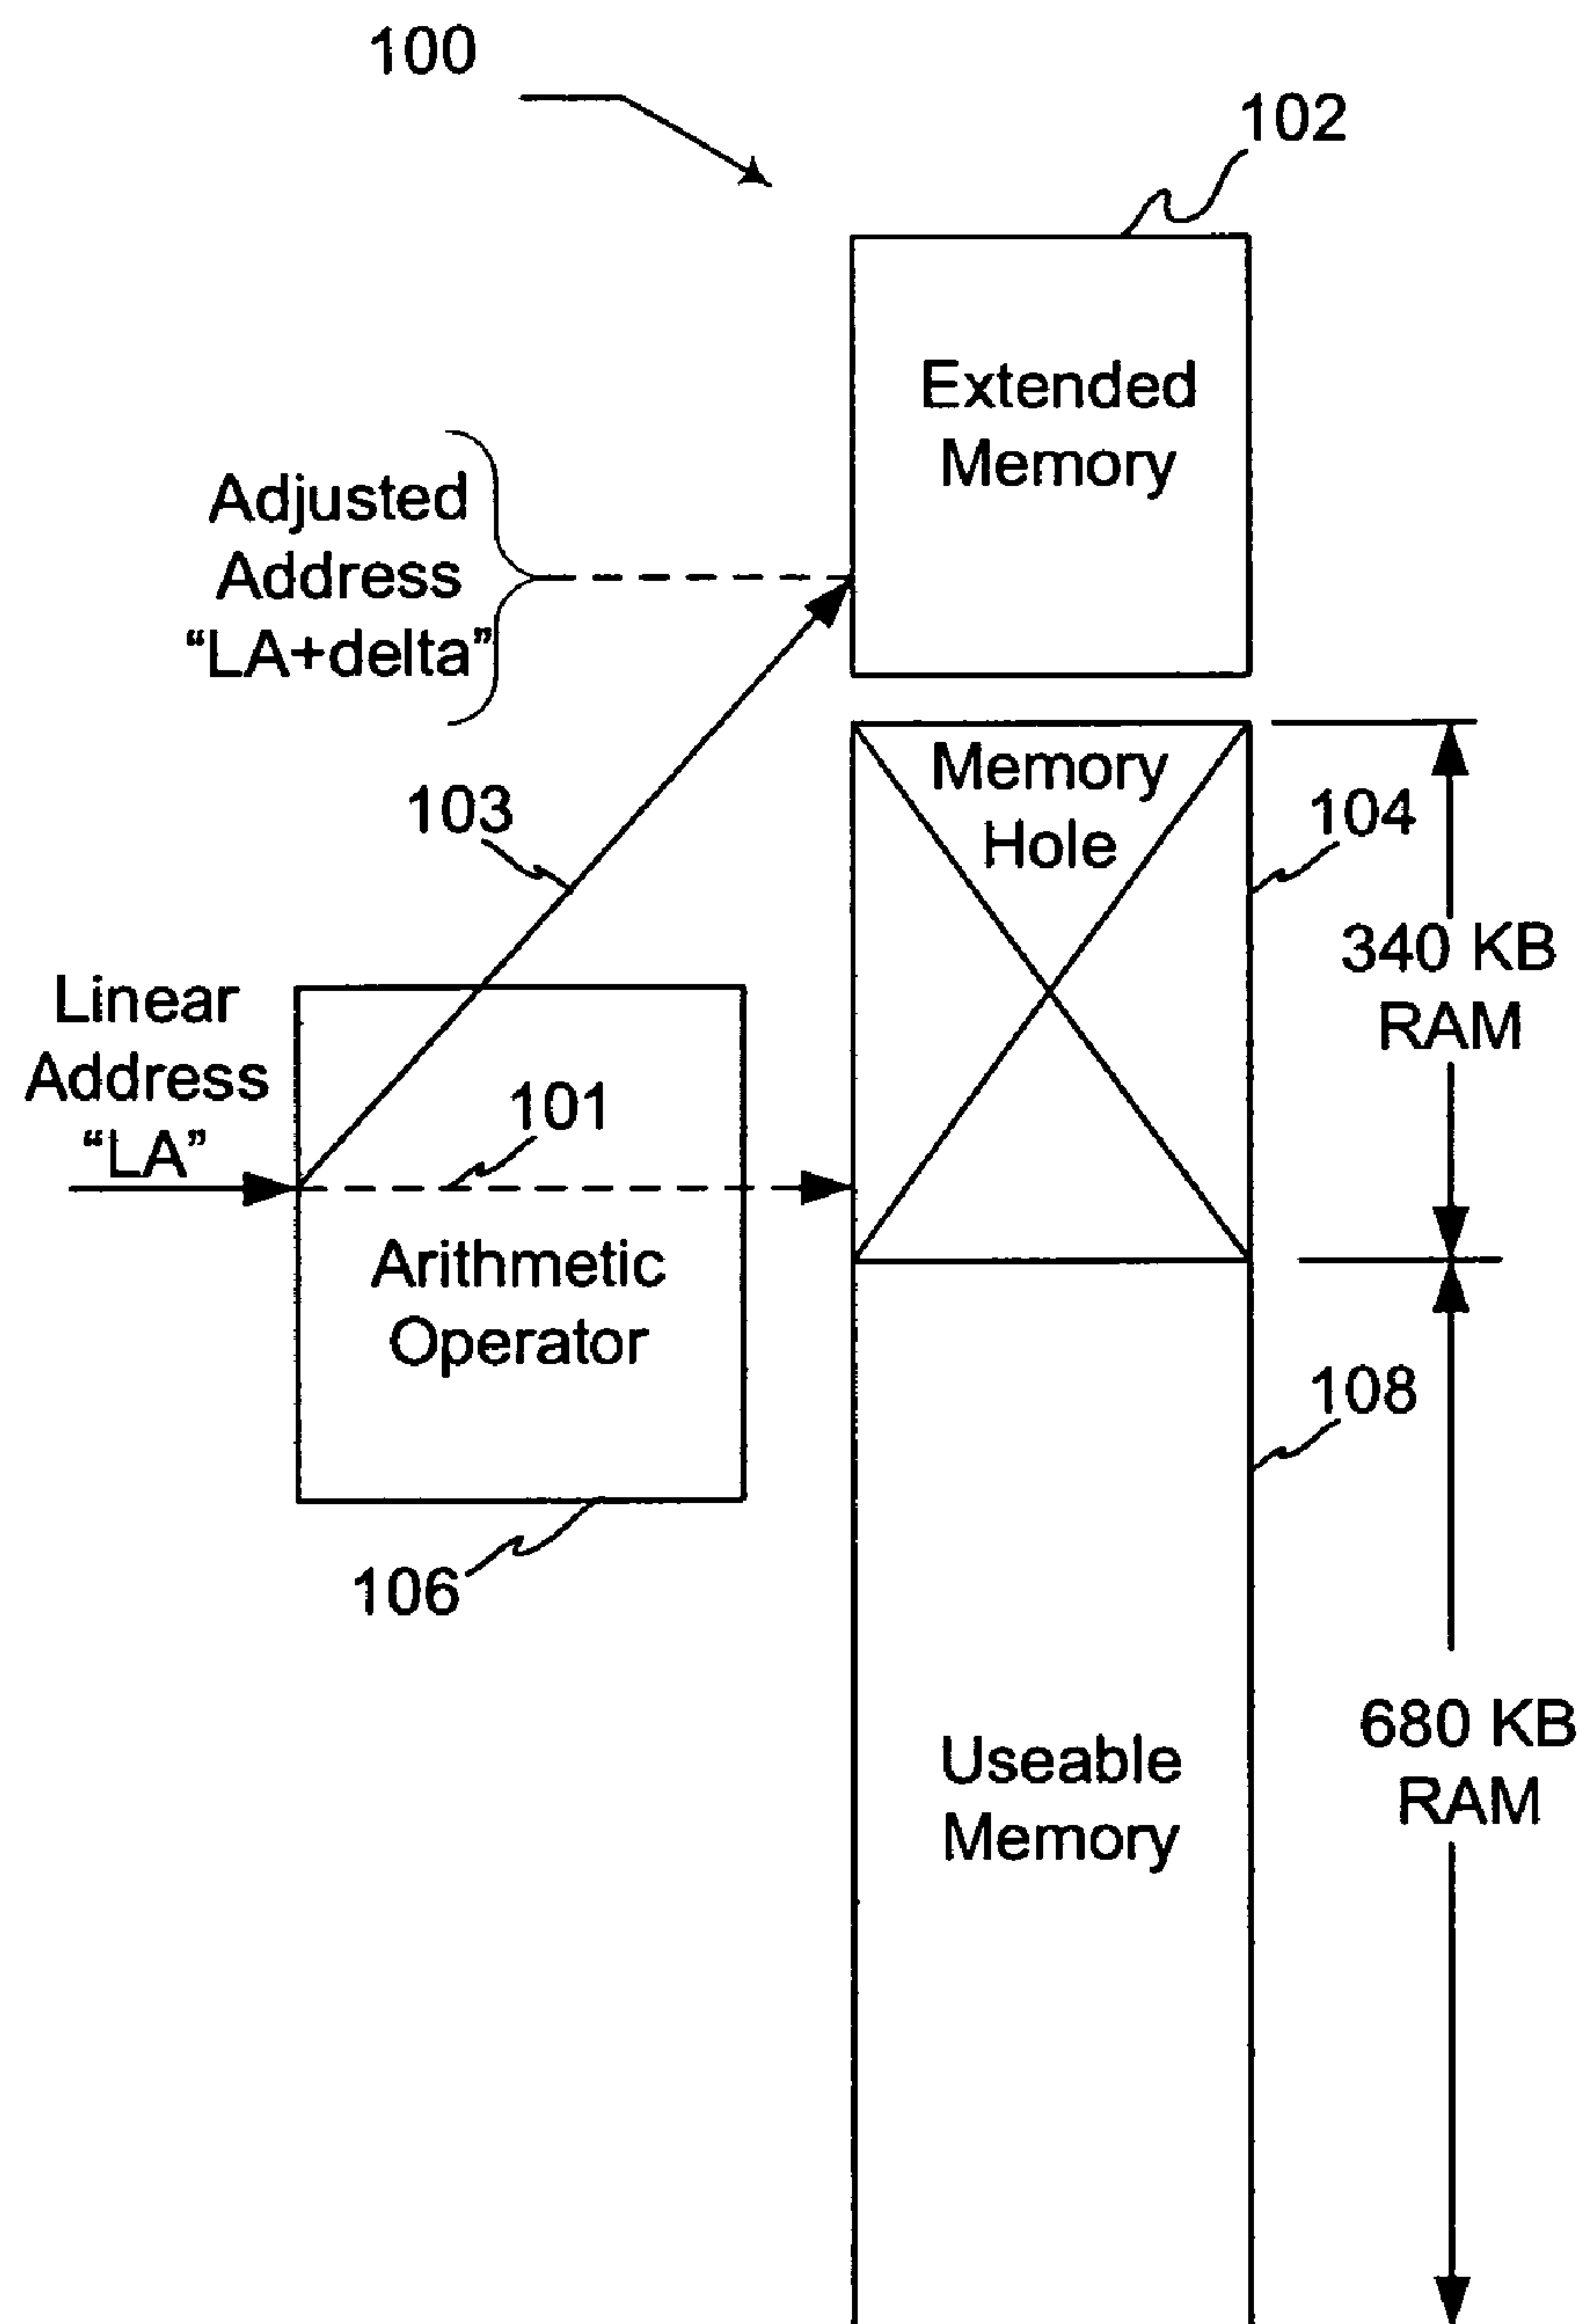 100
102
Extended
Memory
Adjusted
Address
“LA+delta”
Memory
Hole
103
104
340 KB
RAM
Linear
Address
“LA”
101
Arithmetic
Operator
108
106
680 KB
RAM
Useable
Memory